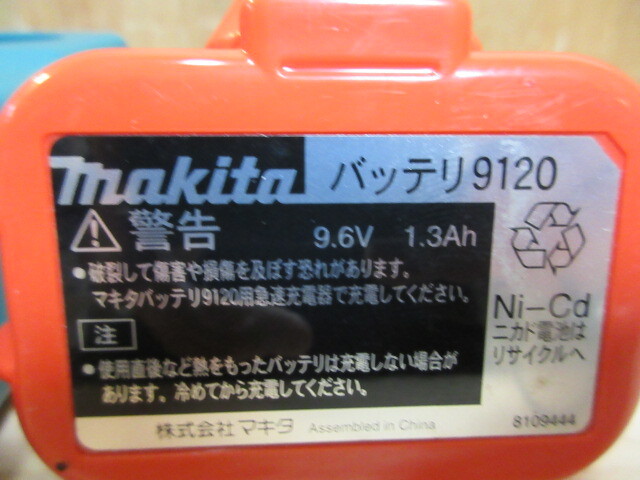 makita バッテリ9120
警告 9.6V 1.3Ah
•破裂して傷害や損傷を及ぼす恐れがあります。
マキタバッテリ9120用急速充電器で充電してください。
注
•使用直後など熱をもったバッテリは充電しない場合が
あります。冷めてから充電してください。
Ni-Cd
ニカド電池は
リサイクルへ
株式会社マキタ Assembled in China
8109444